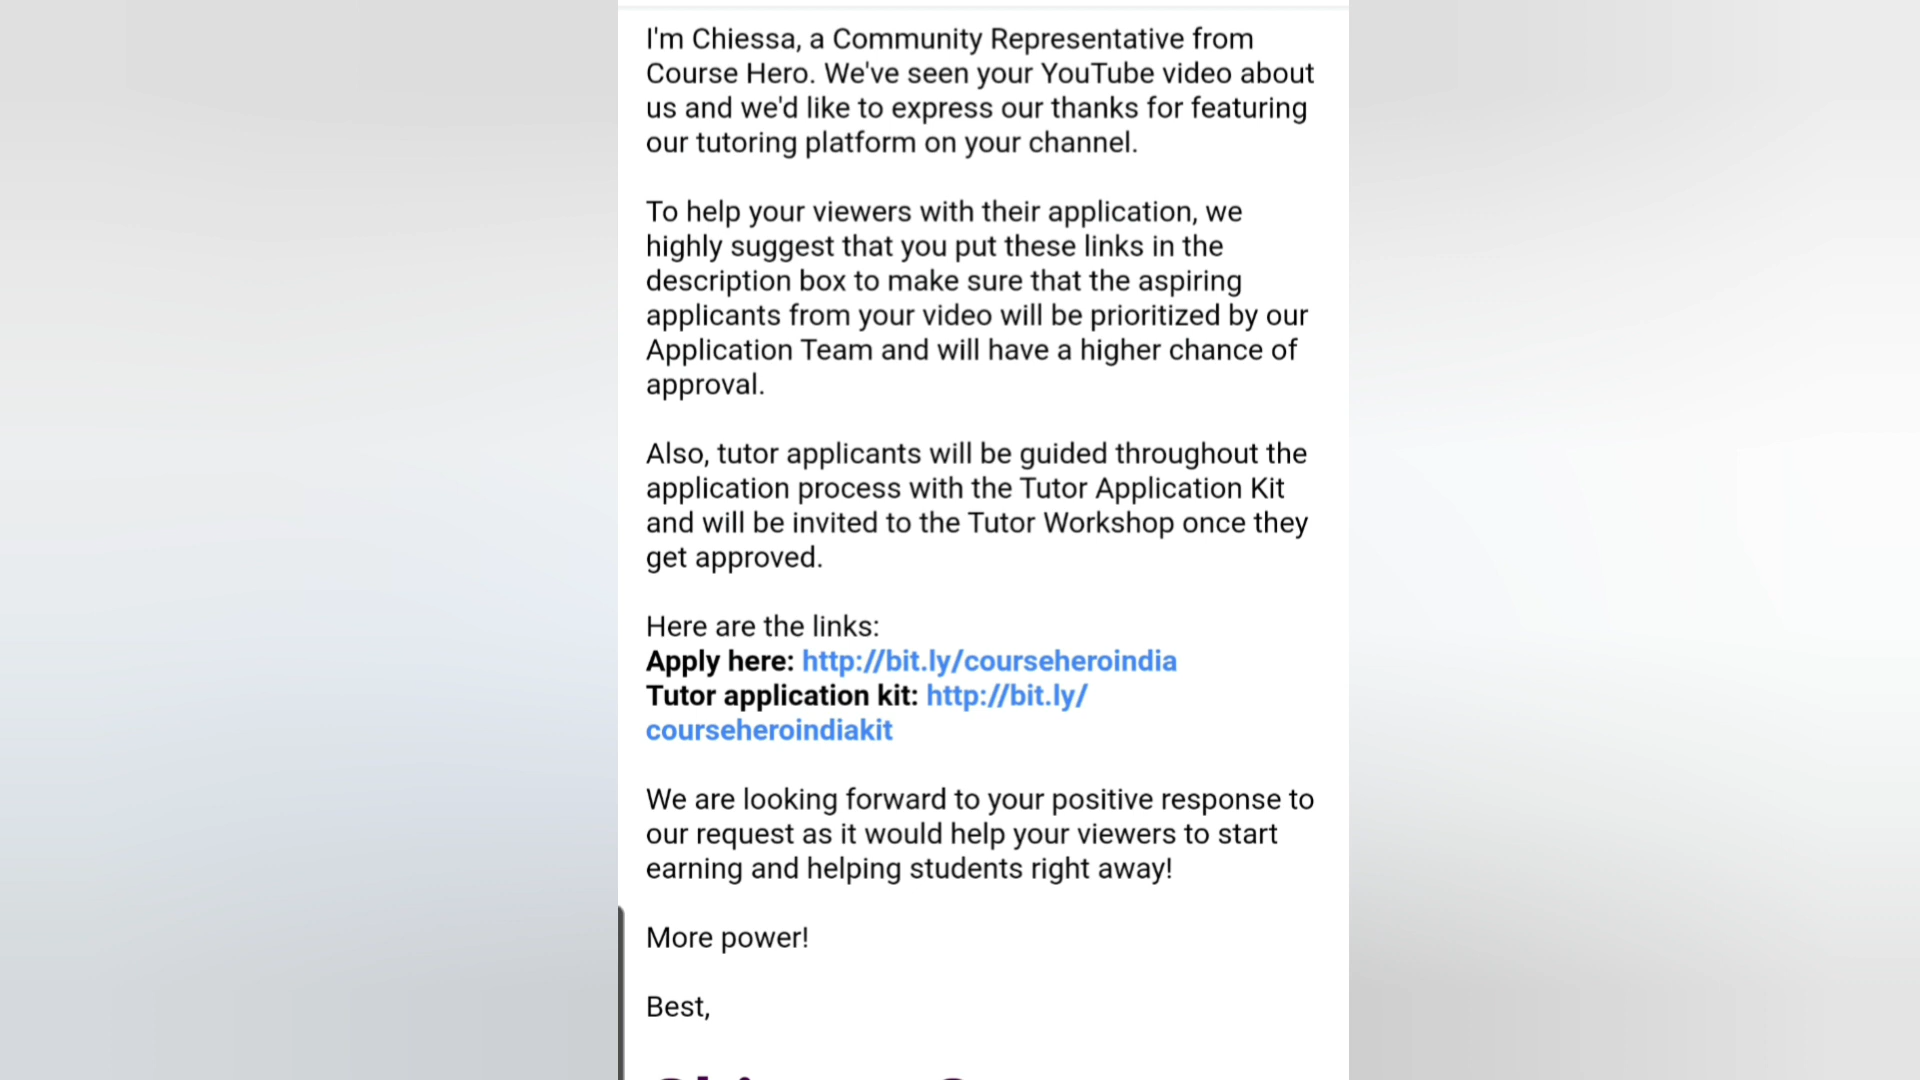 I'm Chiessa, a Community Representative from
Course Hero. We've seen your YouTube video about
us and we'd like to express our thanks for featuring
our tutoring platform on your channel.
To help your viewers with their application, we
highly suggest that you put these links in the
description box to make sure that the aspiring
applicants from your video will be prioritized by our
Application Team and will have a higher chance of
approval.
Also, tutor applicants will be guided throughout the
application process with the Tutor Application Kit
and will be invited to the Tutor Workshop once they
get approved.
Here are the links:
Apply here: http://bit.ly/courseheroindia
Tutor application kit: http://bit.ly/
courseheroindiakit
We are looking forward to your positive response to
our request as it would help your viewers to start
earning and helping students right away!
More power!
Best,